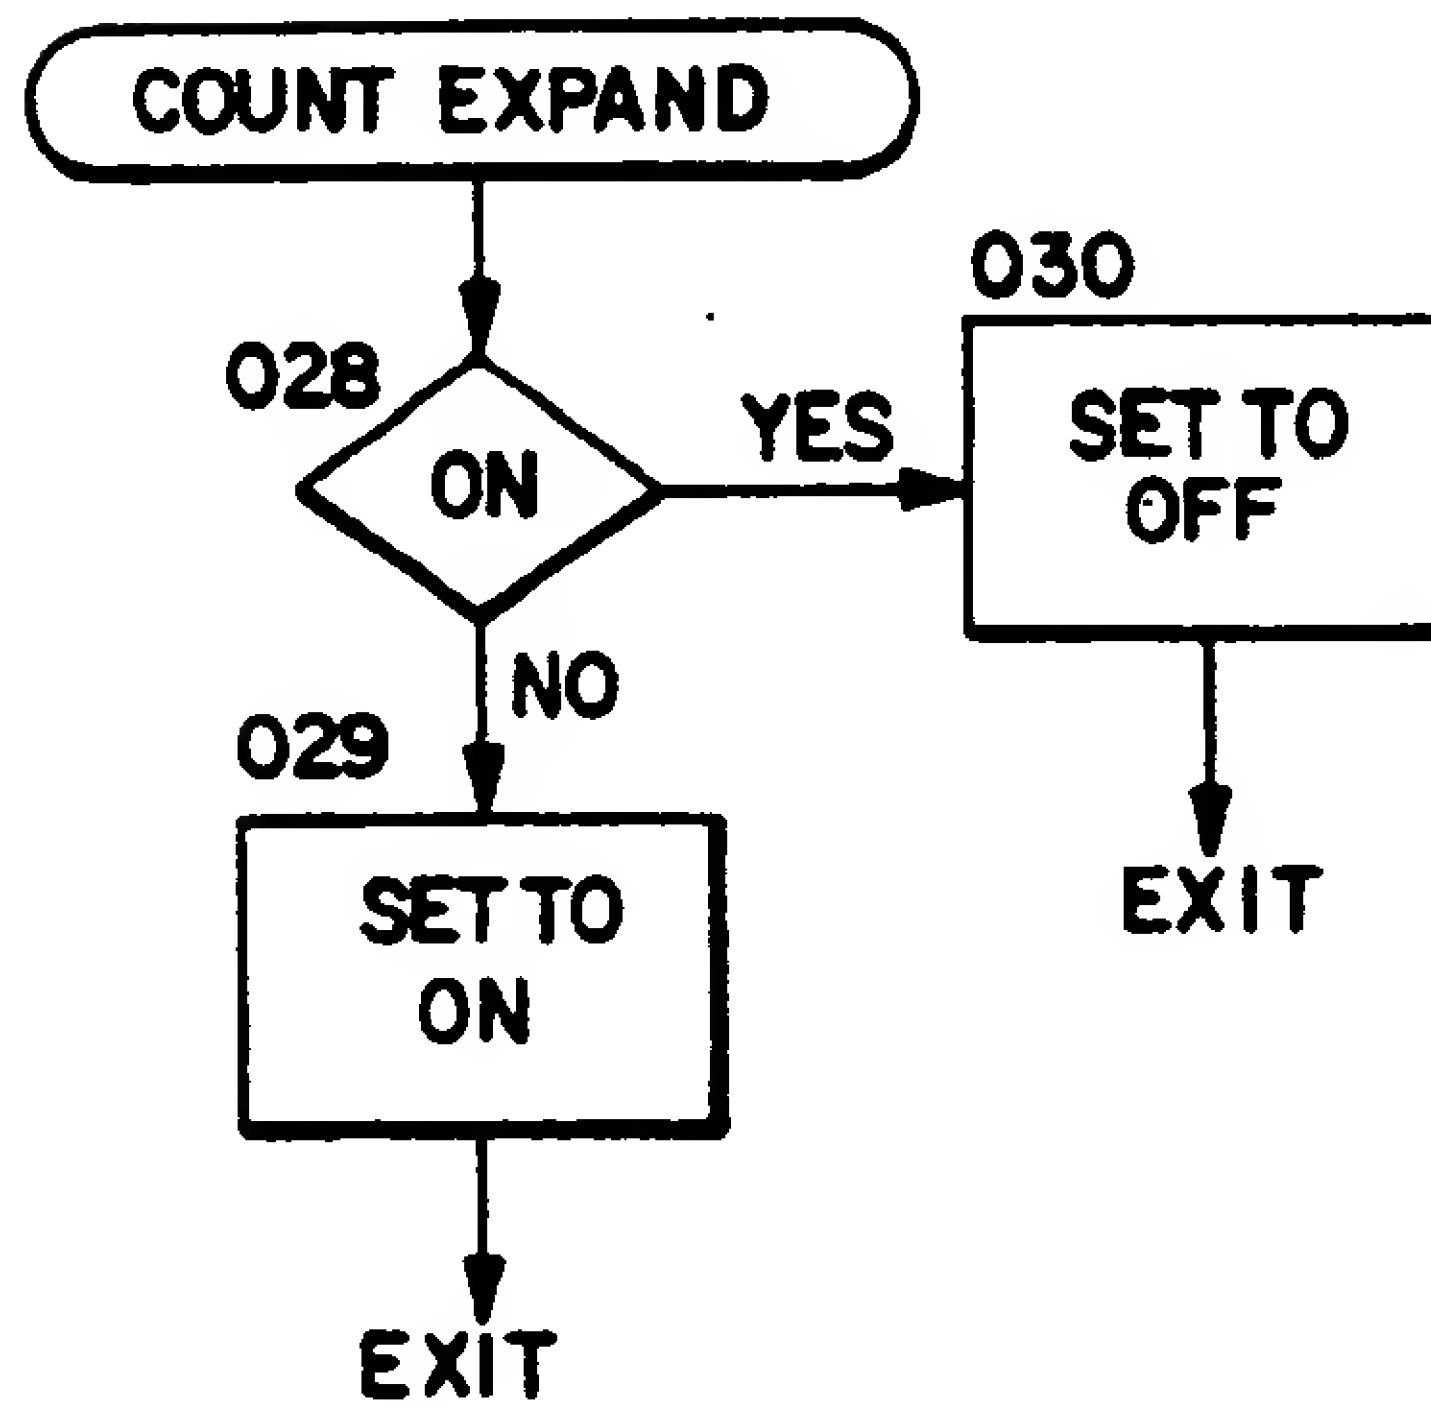 COUNT EXPAND
030
028
YES
SET TO
OFF
ON
NO
029
SET TO
ON
EXIT
EXIT